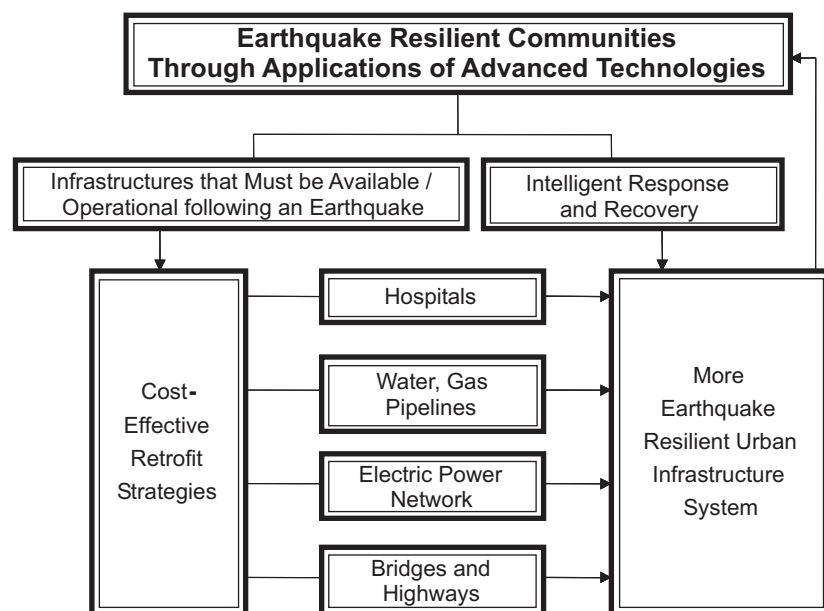 Earthquake Resilient Communities
Through Applications of Advanced Technologies
Infrastructures that Must be Available /
Operational following an Earthquake
Intelligent Response
and Recovery
Cost-
Effective
Retrofit
Strategies
Hospitals
Water, Gas
Pipelines
Electric Power
Network
Bridges and
Highways
More
Earthquake
Resilient Urban
Infrastructure
System